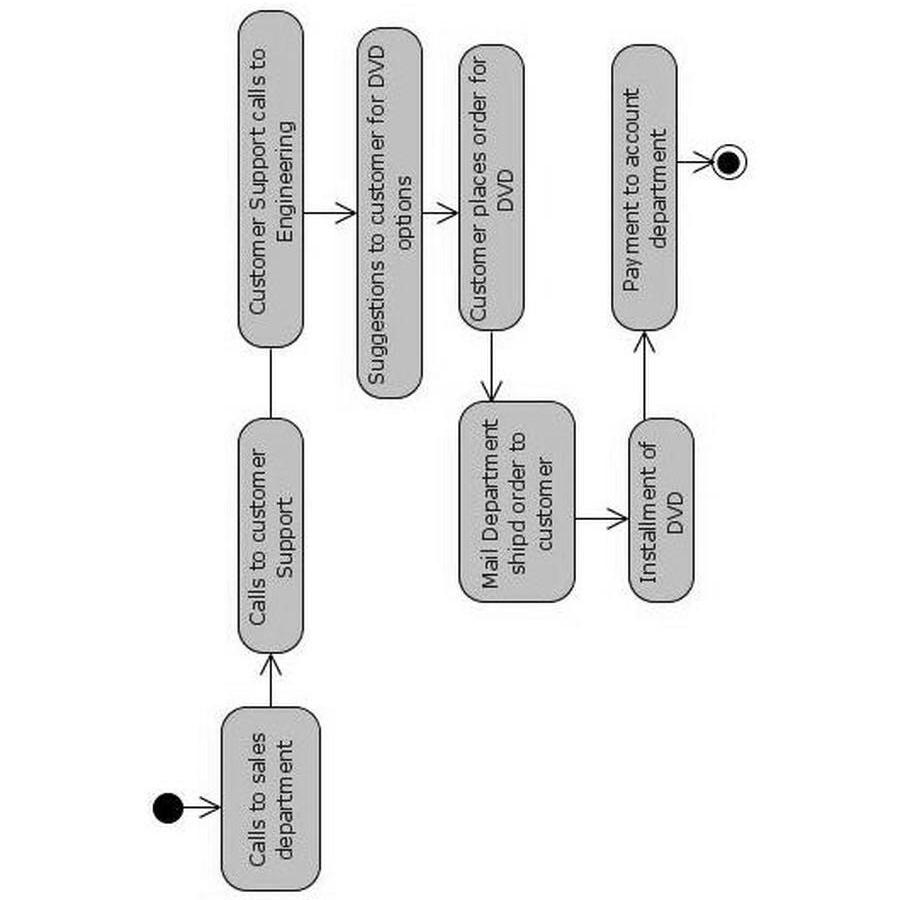 Calls to sales
department
Calls to customer
Support
Customer Support calls to
Engineering
Suggestions to customer for DVD
options
Customer places order for
DVD
Mail Department
shipd order to
customer
Installment of
DVD
Payment to account
department